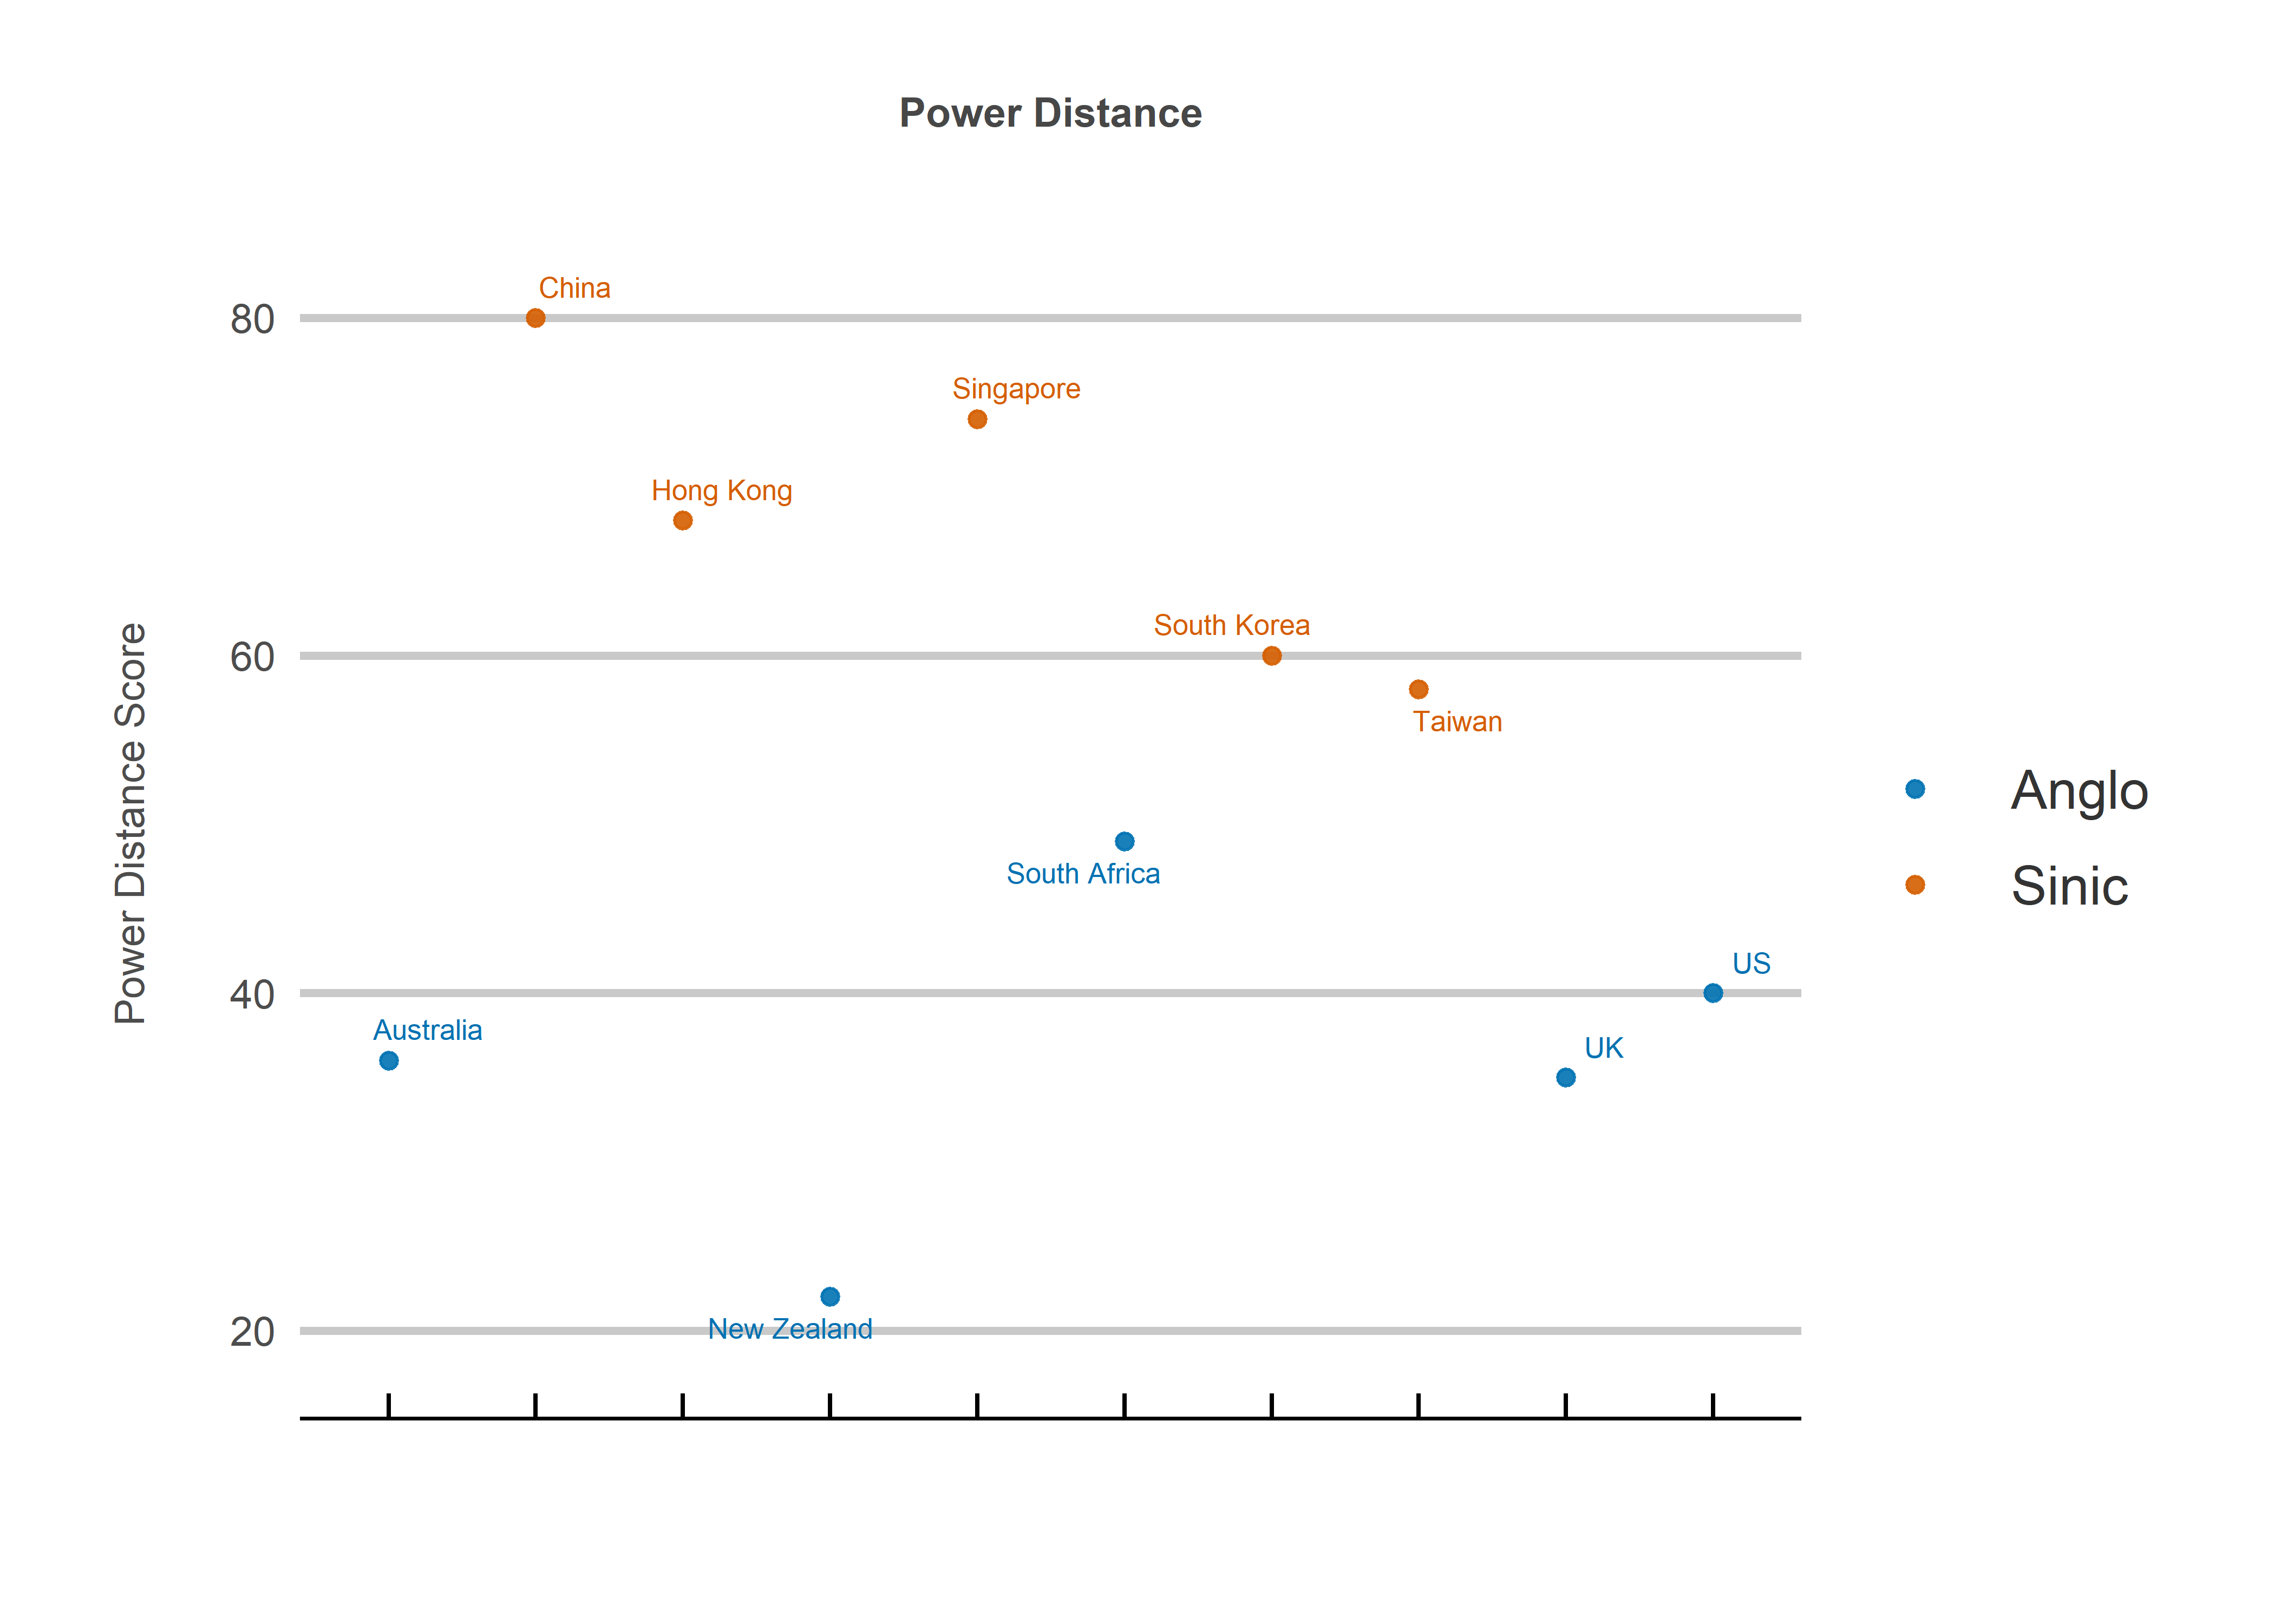 Power Distance
China
80
Singapore
Hong Kong
South Korea
60
Taiwan
Power Distance Score
Anglo
South Africa
Sinic
US
40
Australia
UK
New Zealand
20